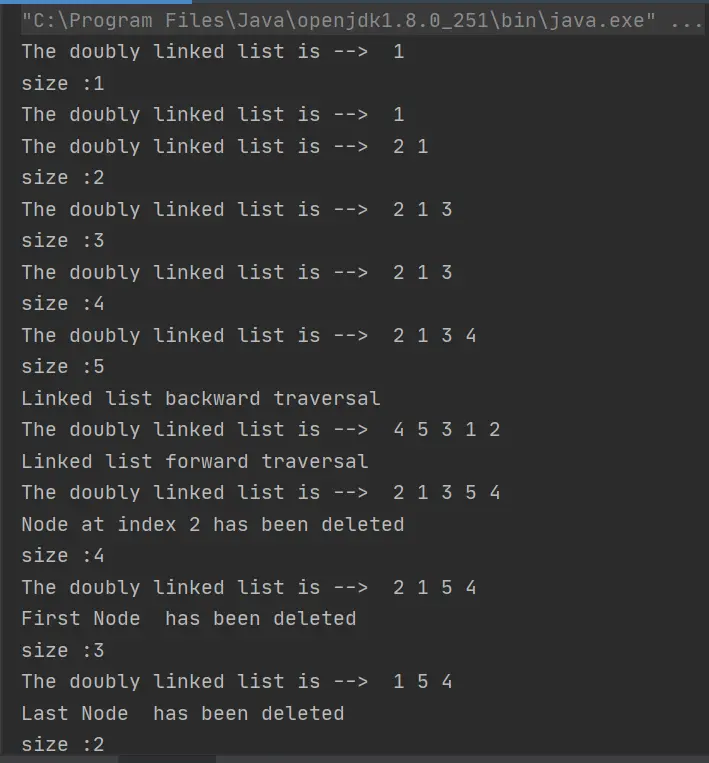 "C:\Program Files\Java\openjdk1.8.0_251\bin\java.exe" ...
The doubly linked list is -->  1
size :1
The doubly linked list is -->  1
The doubly linked list is -->  2 1
size :2
The doubly linked list is -->  2 1 3
size :3
The doubly linked list is -->  2 1 3
size :4
The doubly linked list is -->  2 1 3 4
size :5
Linked list backward traversal
The doubly linked list is -->  4 5 3 1 2
Linked list forward traversal
The doubly linked list is -->  2 1 3 5 4
Node at index 2 has been deleted
size :4
The doubly linked list is -->  2 1 5 4
First Node  has been deleted
size :3
The doubly linked list is -->  1 5 4
Last Node  has been deleted
size :2